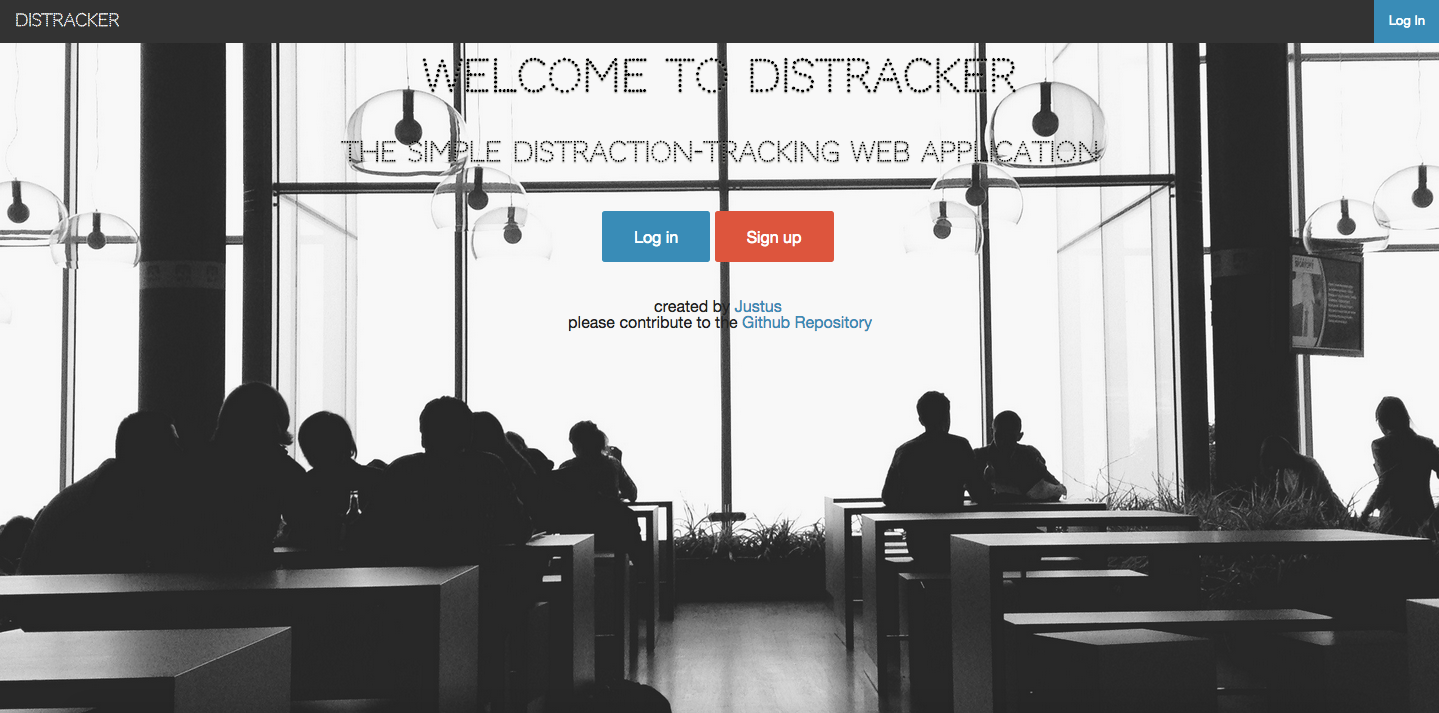 DISTRACKER
Log In
WELCOME TO DISTRACKER
THE SIMPLE DISTRACTION-TRACKING WEB APPLICATION
Log in
Sign up
created by Justus
please contribute to the Github Repository